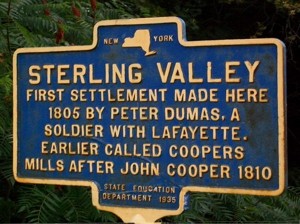 NEW YORK
STERLING VALLEY
FIRST SETTLEMENT MADE HERE
1805 BY PETER DUMAS, A
SOLDIER WITH LAFAYETTE.
EARLIER CALLED COOPERS
MILLS AFTER JOHN COOPER 1810
STATE EDUCATION
DEPARTMENT 1935